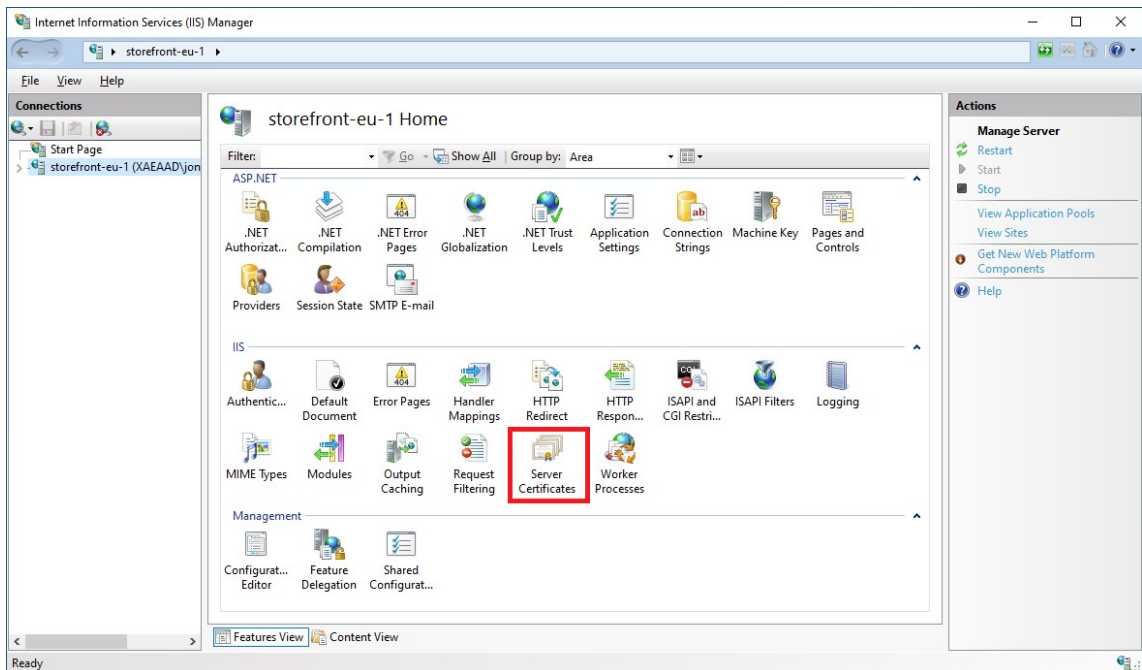 Internet Information Services (IIS) Manager
storefront-eu-1
File View Help
Connections
Start Page
storefront-eu-1 (XAEAAD\jon
storefront-eu-1 Home
Filter: Go Show All Group by: Area
ASP.NET
.NET Authorizat...
.NET Compilation
.NET Error Pages
.NET Globalization
.NET Trust Levels
Application Settings
Connection Strings
Machine Key
Pages and Controls
Providers
Session State
SMTP E-mail
IIS
Authentic...
Default Document
Error Pages
Handler Mappings
HTTP Redirect
HTTP Respon...
ISAPI and CGI Restri...
ISAPI Filters
Logging
MIME Types
Modules
Output Caching
Request Filtering
Server Certificates
Worker Processes
Management
Configurat... Editor
Feature Delegation
Shared Configurat...
Features View Content View
Ready
Actions
Manage Server
Restart
Start
Stop
View Application Pools
View Sites
Get New Web Platform
Components
Help